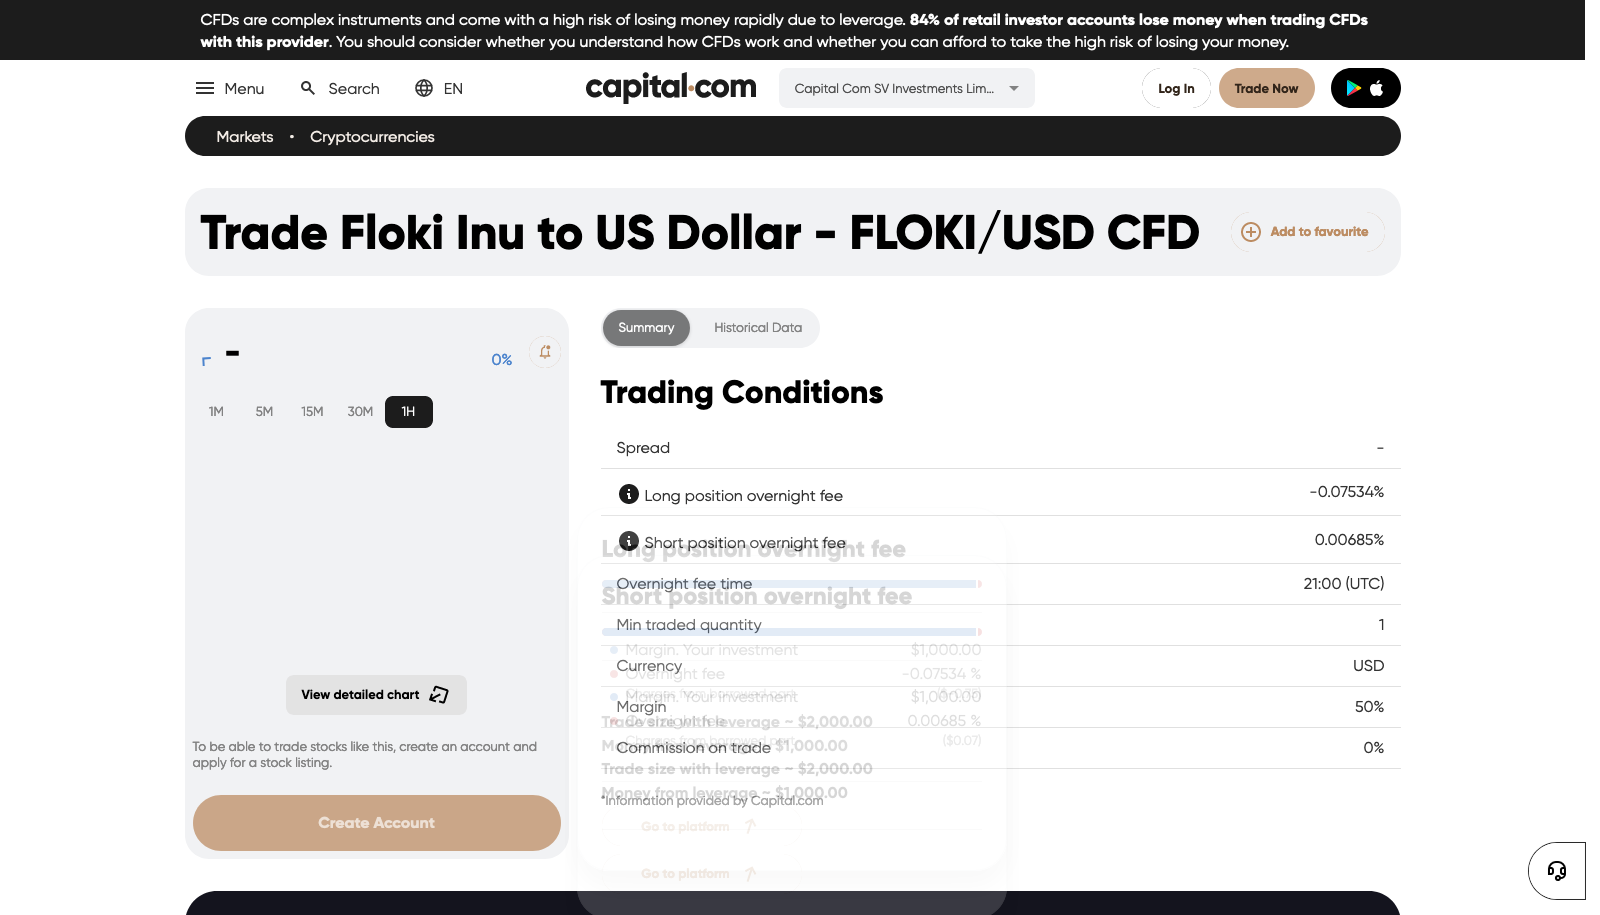 CFDs are complex instruments and come with a high risk of losing money rapidly due to leverage. 84% of retail investor accounts lose money when trading CFDs
with this provider. You should consider whether you understand how CFDs work and whether you can afford to take the high risk of losing your money.
Menu
Search
EN
capital.com
Capital Com SV Investments Lim...
Log In
Trade Now
Markets • Cryptocurrencies
Trade Floki Inu to US Dollar - FLOKI/USD CFD
Add to favourite
-
0%
1M 5M 15M 30M 1H
View detailed chart
To be able to trade stocks like this, create an account and
apply for a stock listing.
Create Account
Summary
Historical Data
Trading Conditions
Spread -
Long position overnight fee -0.07534%
Short position overnight fee 0.00685%
Overnight fee time 21:00 (UTC)
Min traded quantity 1
Currency USD
Margin 50%
Commission on trade 0%
*Information provided by Capital.com
Long position overnight fee
Margin. Your investment $1,000.00
Overnight fee -0.07534 %
Trade size with leverage ~ $2,000.00
Money from leverage ~ $1,000.00
Go to platform
Short position overnight fee
Margin. Your investment $1,000.00
Overnight fee 0.00685 %
Charges from borrowed part ($0.07)
Trade size with leverage ~ $2,000.00
Money from leverage ~ $1,000.00
Go to platform